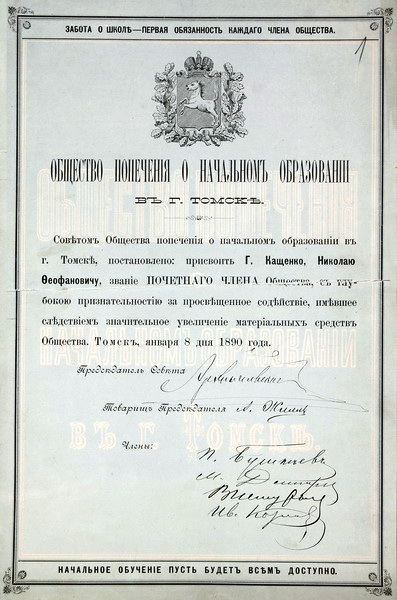 ЗАБОТА О ШКОЛѢ—ПЕРВАЯ ОБЯЗАННОСТЬ КАЖДАГО ЧЛЕНА ОБЩЕСТВА.
1
ОБЩЕСТВО ПОПЕЧЕНІЯ О НАЧАЛЬНОМЪ ОБРАЗОВАНІИ
ВЪ Г. ТОМСКѢ.
Совѣтомъ Общества попеченія о начальномъ образованіи въ
г. Томскѣ, постановлено: присвоить Г. Кащенко, Николаю
Ѳеофановичу, званіе ПОЧЕТНАГО ЧЛЕНА Общества, съ глу-
бокою признательностію за просвѣщенное содѣйствіе, имѣвшее
слѣдствіемъ значительное увеличеніе матеріальныхъ средствъ
Общества. Томскъ, января 8 дня 1890 года.
Предсѣдатель Совѣта
Товарищъ Предсѣдателя А.
Члены:
П.
М.
Ив.
НАЧАЛЬНОЕ ОБУЧЕНІЕ ПУСТЬ БУДЕТЪ ВСѢМЪ ДОСТУПНО.